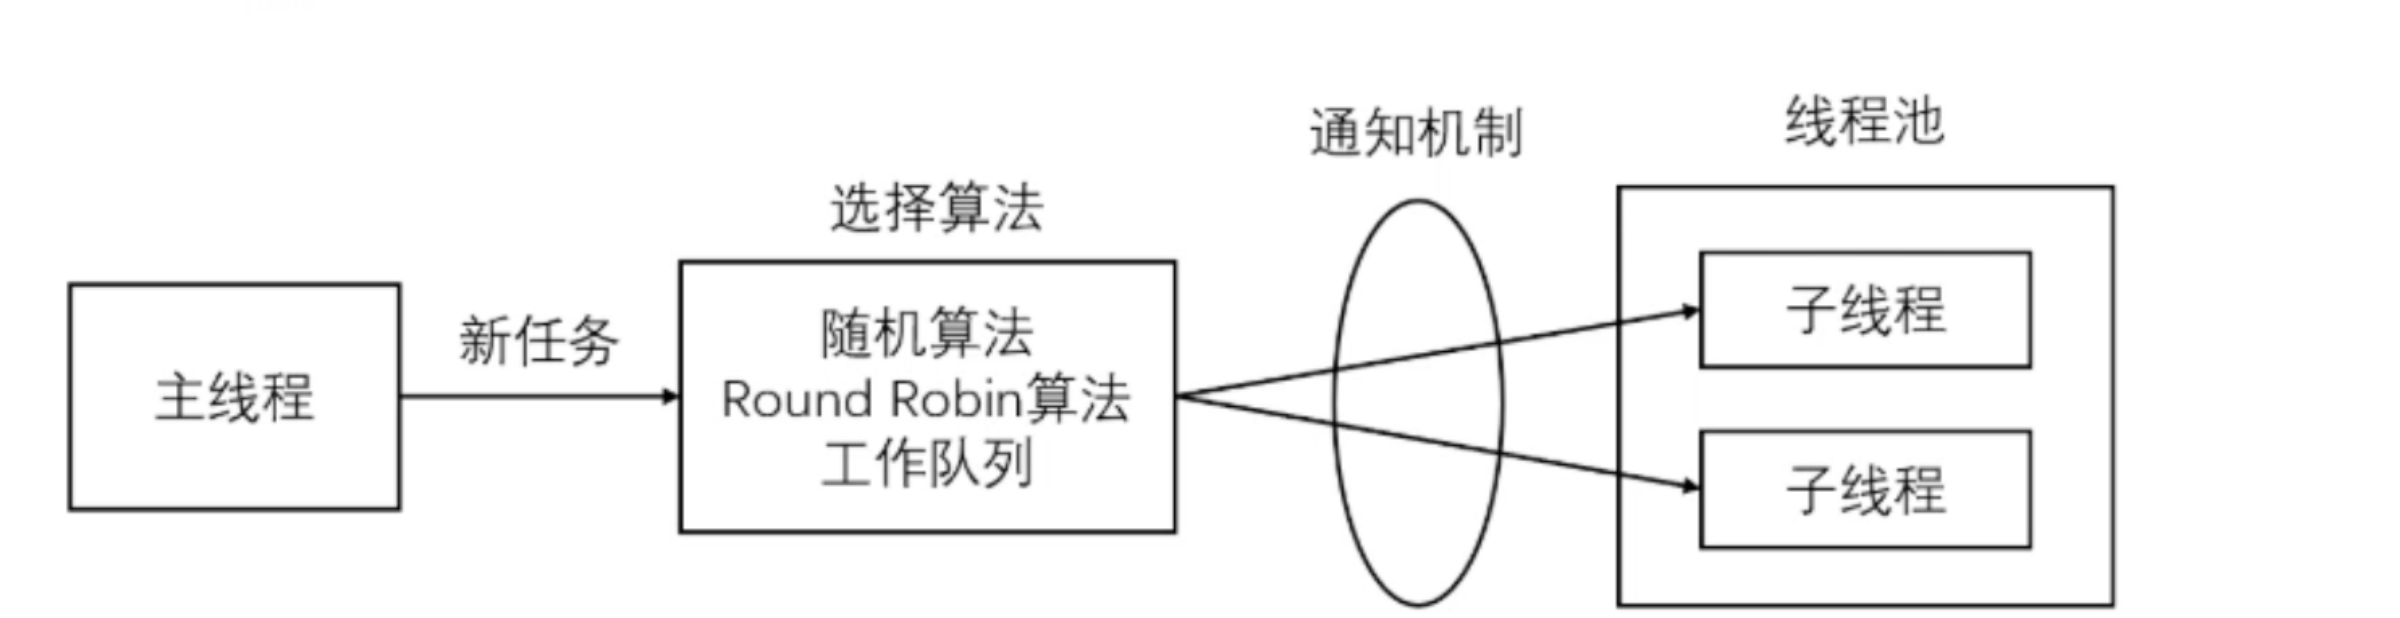 通知机制
线程池
选择算法
主线程
新任务
随机算法
Round Robin算法
工作队列
子线程
子线程